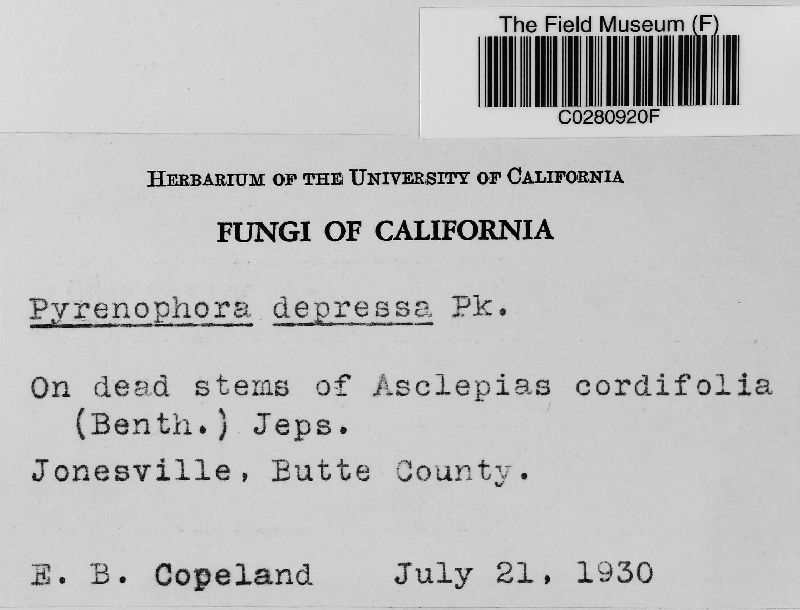 The Field Museum (F)
C0280920F
HERBARIUM OF THE UNIVERSITY OF CALIFORNIA
FUNGI OF CALIFORNIA
Pyrenophora depressa Pk.
On dead stems of Asclepias cordifolia
(Benth.) Jeps.
Jonesville, Butte County.
E. B. Copeland July 21, 1930